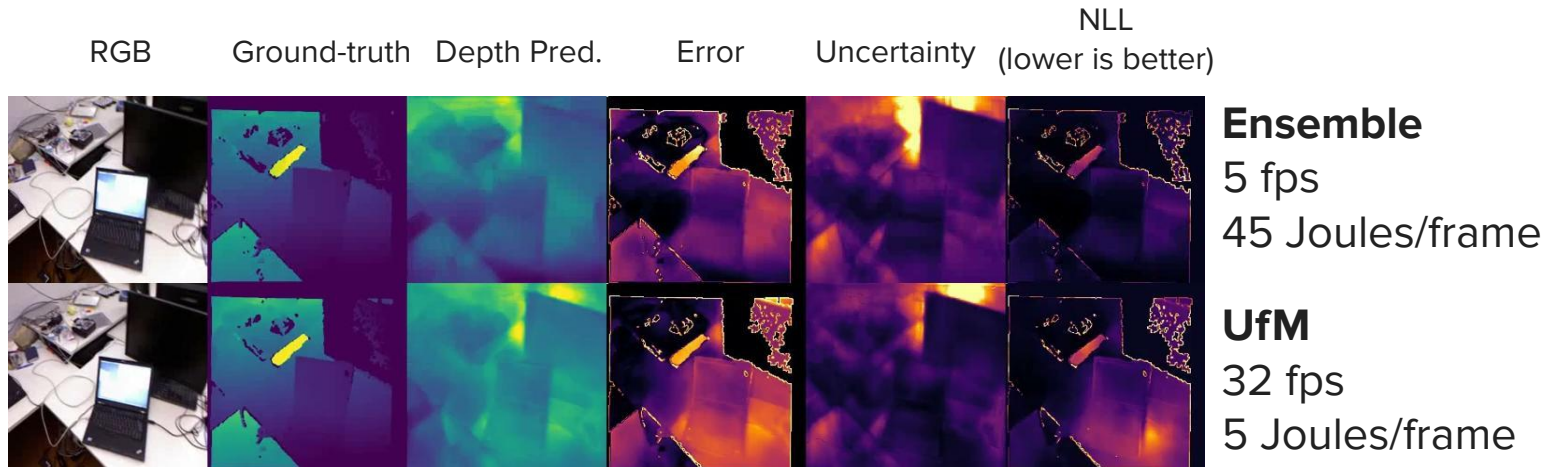 RGB
Ground-truth
Depth Pred.
Error
Uncertainty
NLL
(lower is better)
Ensemble
5 fps
45 Joules/frame
UfM
32 fps
5 Joules/frame